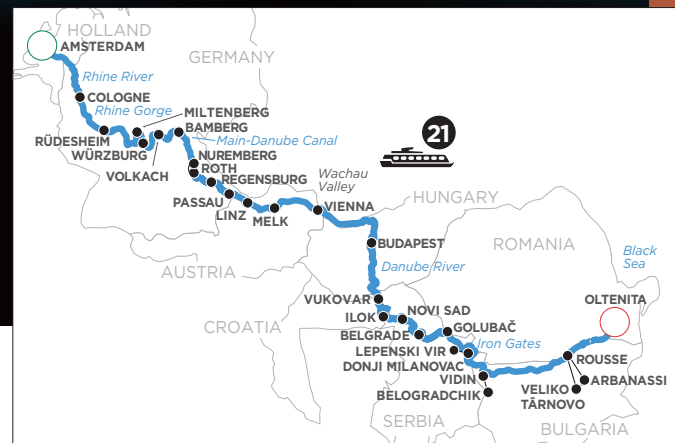 HOLLAND
AMSTERDAM
GERMANY
Rhine River
COLOGNE
Rhine Gorge
MILTENBERG
BAMBERG
RÜDESHEIM
Main-Danube Canal
WÜRZBURG
NUREMBERG
VOLKACH
ROTH
REGENSBURG
21
Wachau
Valley
PASSAU
LINZ
MELK
VIENNA
HUNGARY
BUDAPEST
ROMANIA
Black
Sea
Danube River
AUSTRIA
VUKOVAR
OLTENITA
ILOK
NOVI SAD
CROATIA
BELGRADE
GOLUBAČ
Iron Gates
LEPENSKI VIR
DONJI MILANOVAC
ROUSSE
VIDIN
ARBANASSI
BELOGRADCHIK
VELIKO
TÂRNOVO
SERBIA
BULGARIA